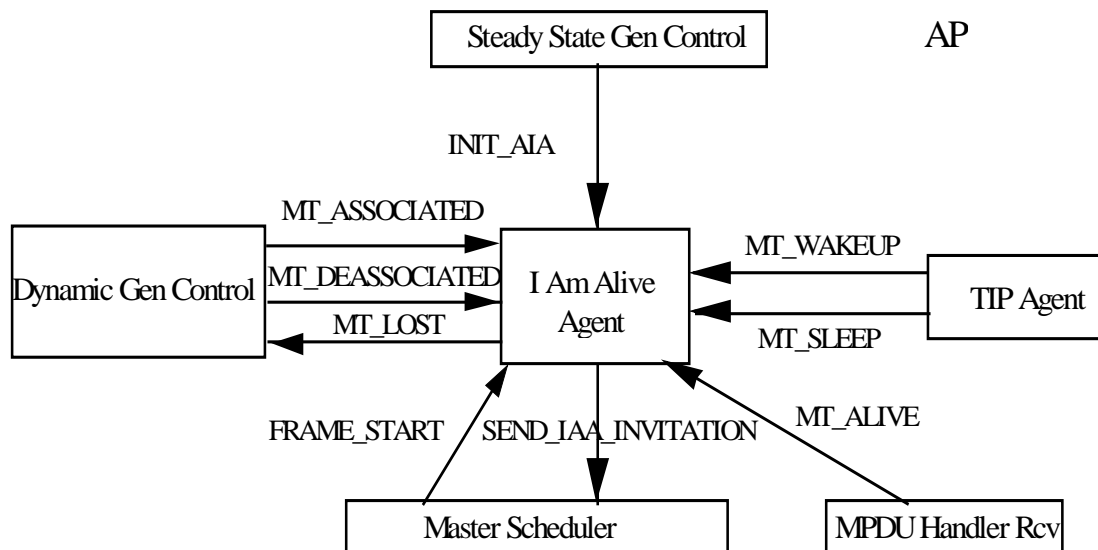 Steady State Gen Control
AP
INIT_AIA
MT_ASSOCIATED
MT_WAKEUP
Dynamic Gen Control
MT_DEASSOCIATED
I Am Alive
Agent
TIP Agent
MT_LOST
MT_SLEEP
FRAME_START
SEND_IAA_INVITATION
MT_ALIVE
Master Scheduler
MPDU Handler Rcv